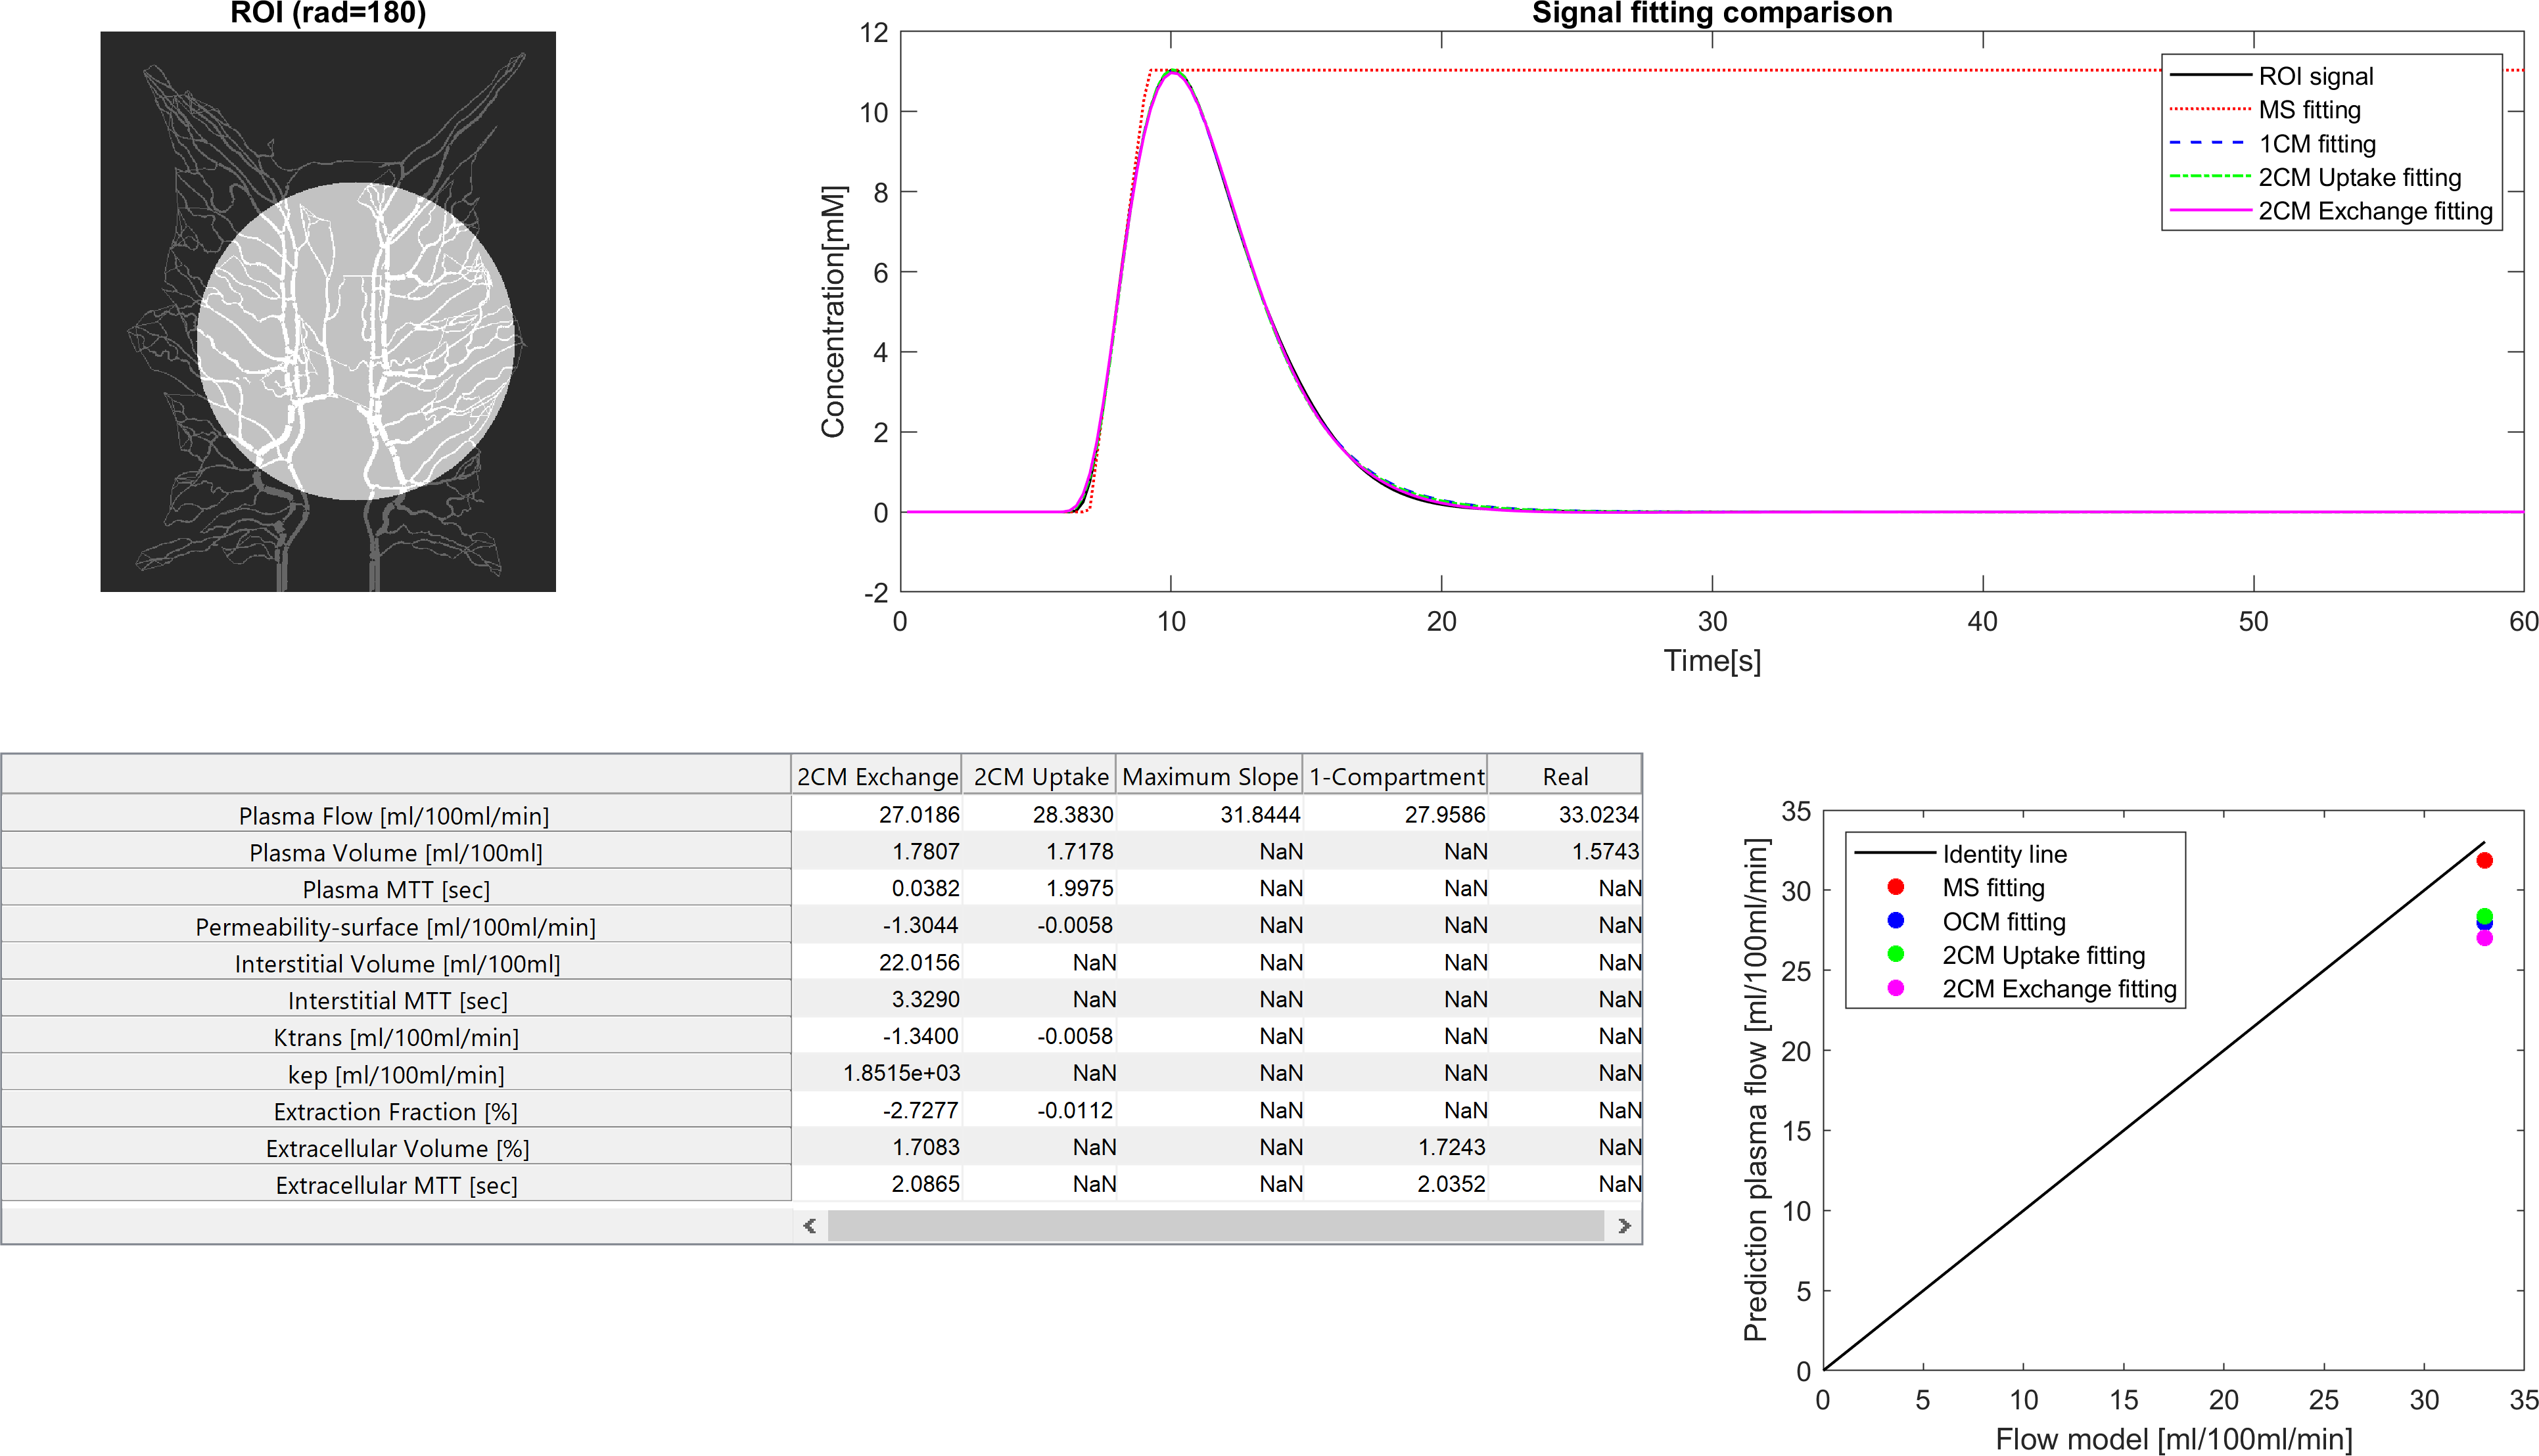 ROI (rad=180)
Signal fitting comparison
12
10
8
6
4
2
0
-2
Concentration[mM]
0 10 20 30 40 50 60
Time[s]
ROI signal
MS fitting
1CM fitting
2CM Uptake fitting
2CM Exchange fitting
2CM Exchange 2CM Uptake Maximum Slope 1-Compartment Real
Plasma Flow [ml/100ml/min] 27.0186 28.3830 31.8444 27.9586 33.0234
Plasma Volume [ml/100ml] 1.7807 1.7178 NaN NaN 1.5743
Plasma MTT [sec] 0.0382 1.9975 NaN NaN NaN
Permeability-surface [ml/100ml/min] -1.3044 -0.0058 NaN NaN NaN
Interstitial Volume [ml/100ml] 22.0156 NaN NaN NaN NaN
Interstitial MTT [sec] 3.3290 NaN NaN NaN NaN
Ktrans [ml/100ml/min] -1.3400 -0.0058 NaN NaN NaN
kep [ml/100ml/min] 1.8515e+03 NaN NaN NaN NaN
Extraction Fraction [%] -2.7277 -0.0112 NaN NaN NaN
Extracellular Volume [%] 1.7083 NaN NaN 1.7243 NaN
Extracellular MTT [sec] 2.0865 NaN NaN 2.0352 NaN
35
30
25
20
15
10
5
0
Prediction plasma flow [ml/100ml/min]
Identity line
MS fitting
OCM fitting
2CM Uptake fitting
2CM Exchange fitting
0 5 10 15 20 25 30 35
Flow model [ml/100ml/min]